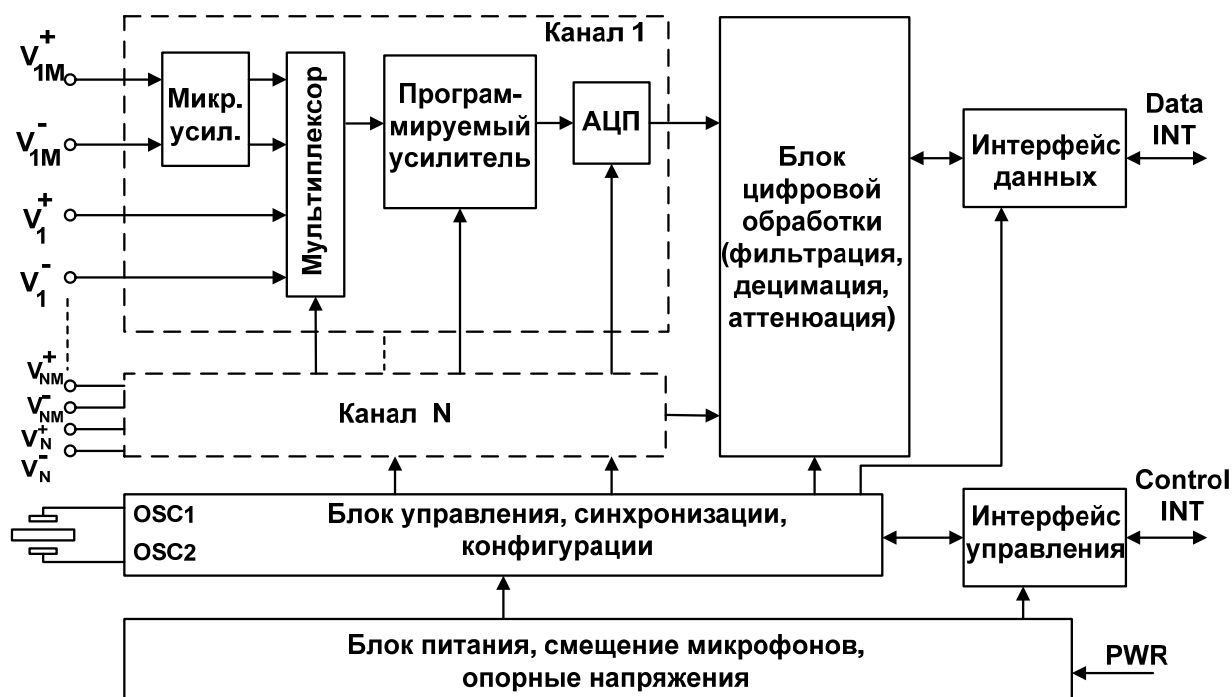 Канал 1
V1M+
V1M-
V1+
V1-
Микр.
усил.
Мультиплексор
Програм-
мируемый
усилитель
АЦП
Блок
цифровой
обработки
(фильтрация,
децимация,
аттенюация)
Интерфейс
данных
Data
INT
VNM+
VNM-
VN+
VN-
Канал N
OSC1
OSC2
Блок управления, синхронизации,
конфигурации
Интерфейс
управления
Control
INT
Блок питания, смещение микрофонов,
опорные напряжения
PWR